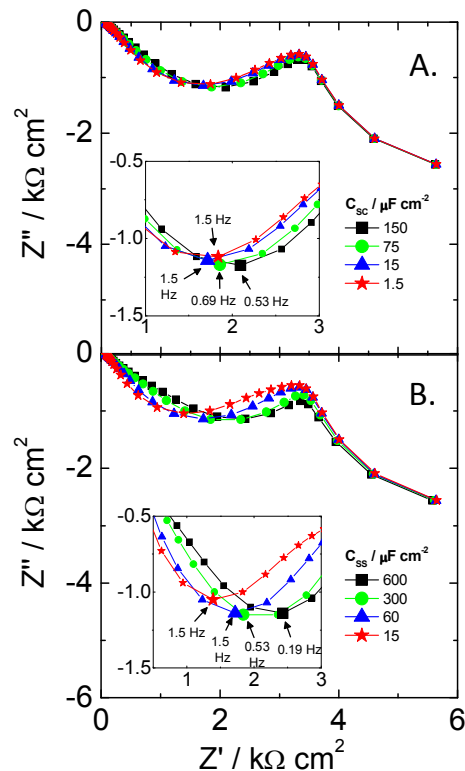 0
A.
-2
-4
Z'' / kΩ cm²
-0.5
-1.0
-1.5
1
2
3
1.5 Hz
1.5
Hz
0.69 Hz
0.53 Hz
C_SC / μF cm⁻²
150
75
15
1.5
0
B.
-2
-4
-6
Z'' / kΩ cm²
-0.5
-1.0
-1.5
1
2
3
1.5 Hz
1.5
Hz
0.53
Hz
0.19 Hz
C_SS / μF cm⁻²
600
300
60
15
0
2
4
6
Z' / kΩ cm²